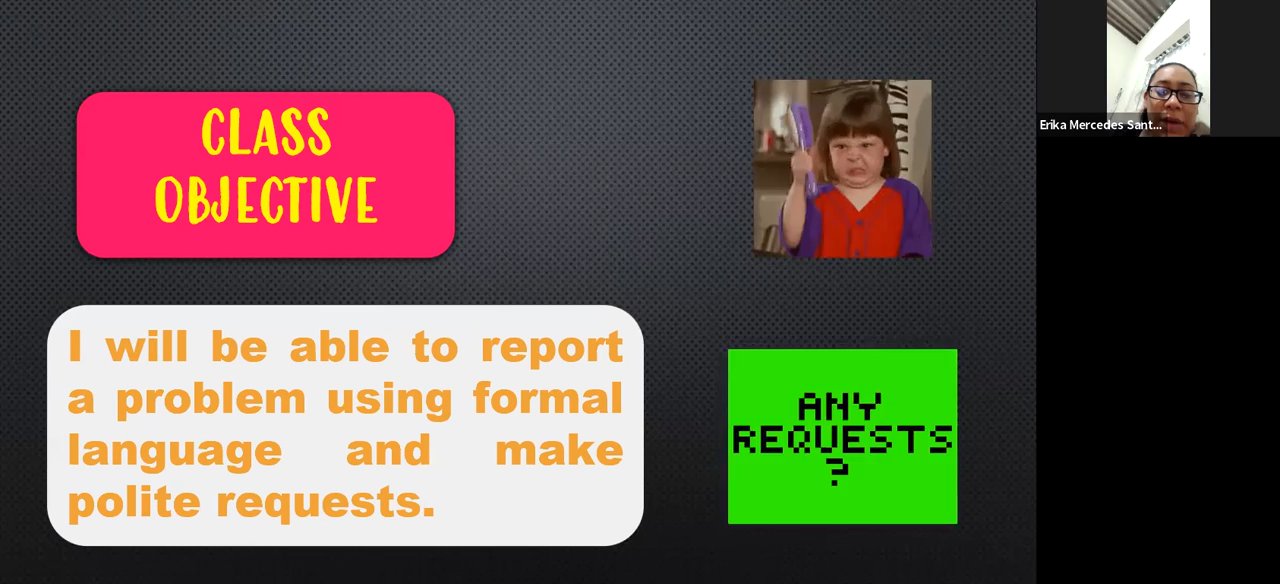 CLASS
OBJECTIVE
I will be able to report
a problem using formal
language and make
polite requests.
ANY
REQUESTS
?
Erika Mercedes Sant...